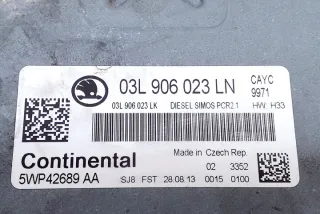 03L 906 023 LN
CAYC
9971
03L 906 023 LK DIESEL SIMOS PCR2.1 HW: H33
Continental
Made in Czech Rep.
02 3352
5WP42689 AA
SJ8 FST 28.08.13 0015 0100